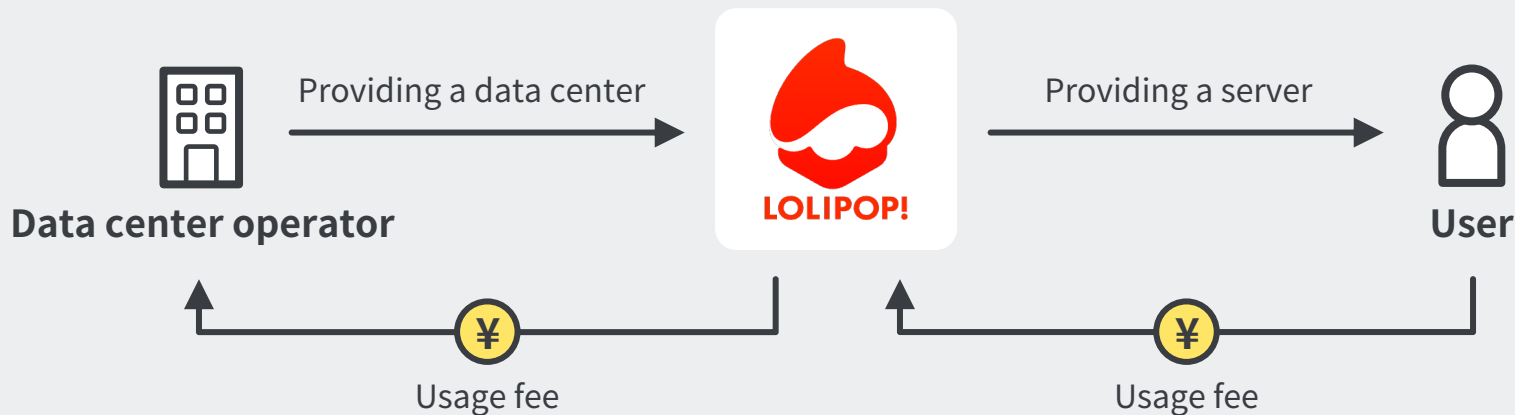 Providing a data center
Providing a server
LOLIPOP!
Data center operator
User
¥
¥
Usage fee
Usage fee